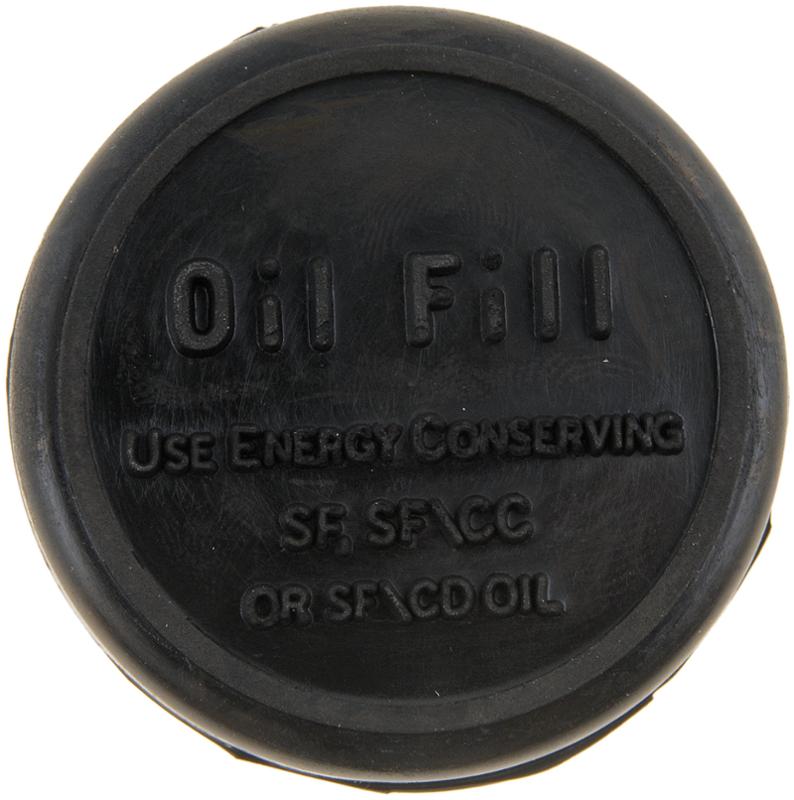 Oil Fill
USE ENERGY CONSERVING
SF, SF\CC
OR SF\CD OIL